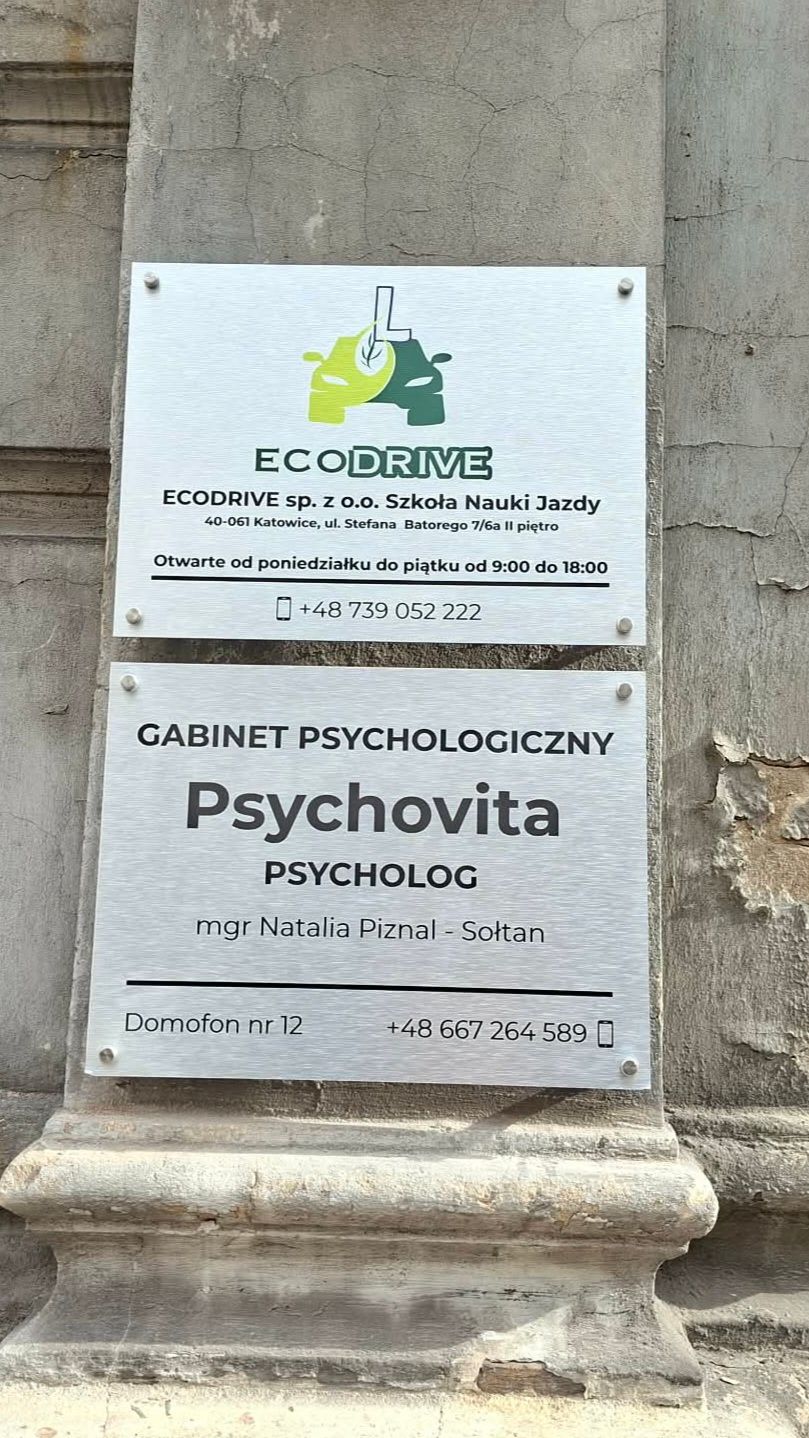 L
ECODRIVE
ECODRIVE sp. z o.o. Szkoła Nauki Jazdy
40-061 Katowice, ul. Stefana Batorego 7/6a II piętro
Otwarte od poniedziałku do piątku od 9:00 do 18:00
+48 739 052 222
GABINET PSYCHOLOGICZNY
Psychovita
PSYCHOLOG
mgr Natalia Piznal - Sołtan
Domofon nr 12 +48 667 264 589